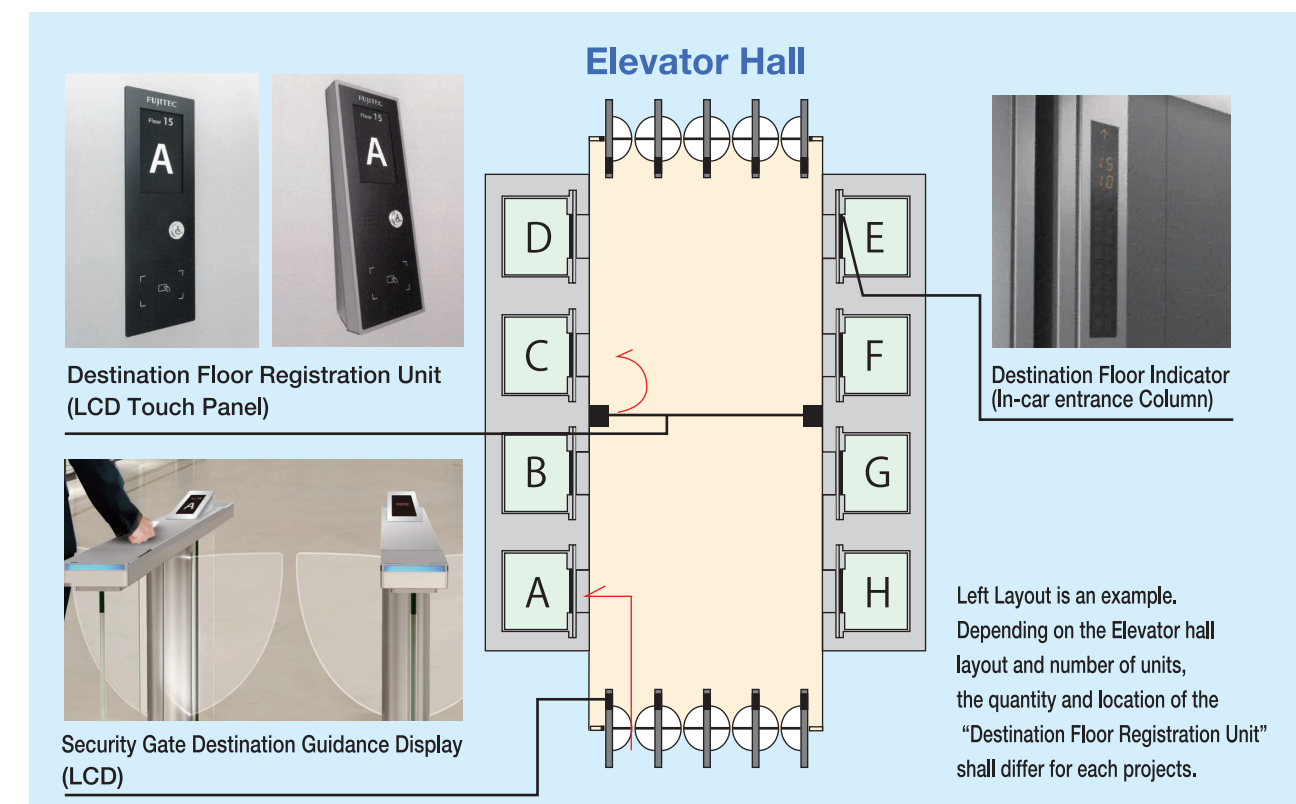 Elevator Hall
FUJITEC
Floor 15
A
FUJITEC
Floor 15
A
15
10
Destination Floor Registration Unit
(LCD Touch Panel)
D
C
B
A
E
F
G
H
Destination Floor Indicator
(In-car entrance Column)
A
Security Gate Destination Guidance Display
(LCD)
Left Layout is an example.
Depending on the Elevator hall
layout and number of units,
the quantity and location of the
“Destination Floor Registration Unit”
shall differ for each projects.